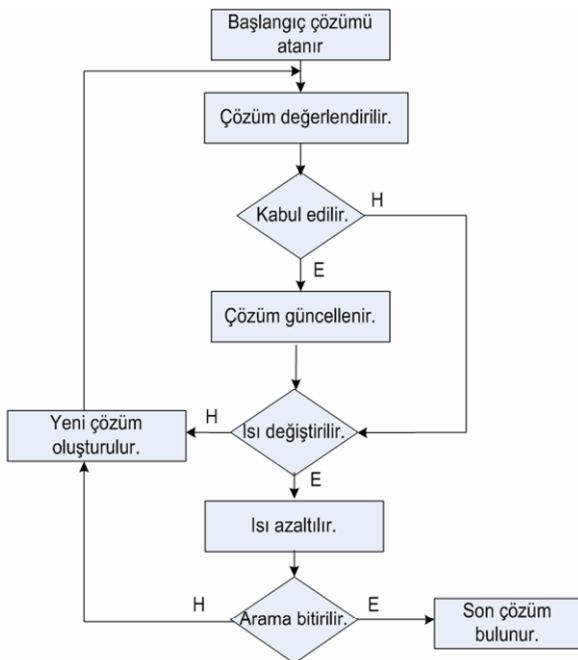 Başlangıç çözümü
atanır
Çözüm değerlendirilir.
Kabul edilir.
H
E
Çözüm güncellenir.
Isı değiştirilir.
H
E
Yeni çözüm
oluşturulur.
Isı azaltılır.
Arama bitirilir.
H
E
Son çözüm
bulunur.